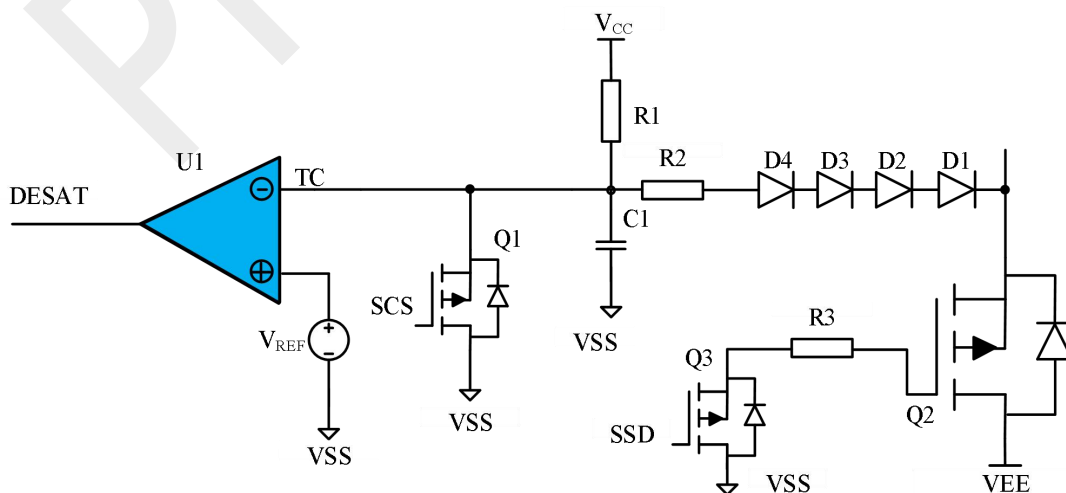 VCC
R1
U1
R2
D4
D3
D2
D1
DESAT
TC
C1
Q1
SCS
VREF
VSS
R3
Q3
Q2
VSS
SSD
VSS
VSS
VEE